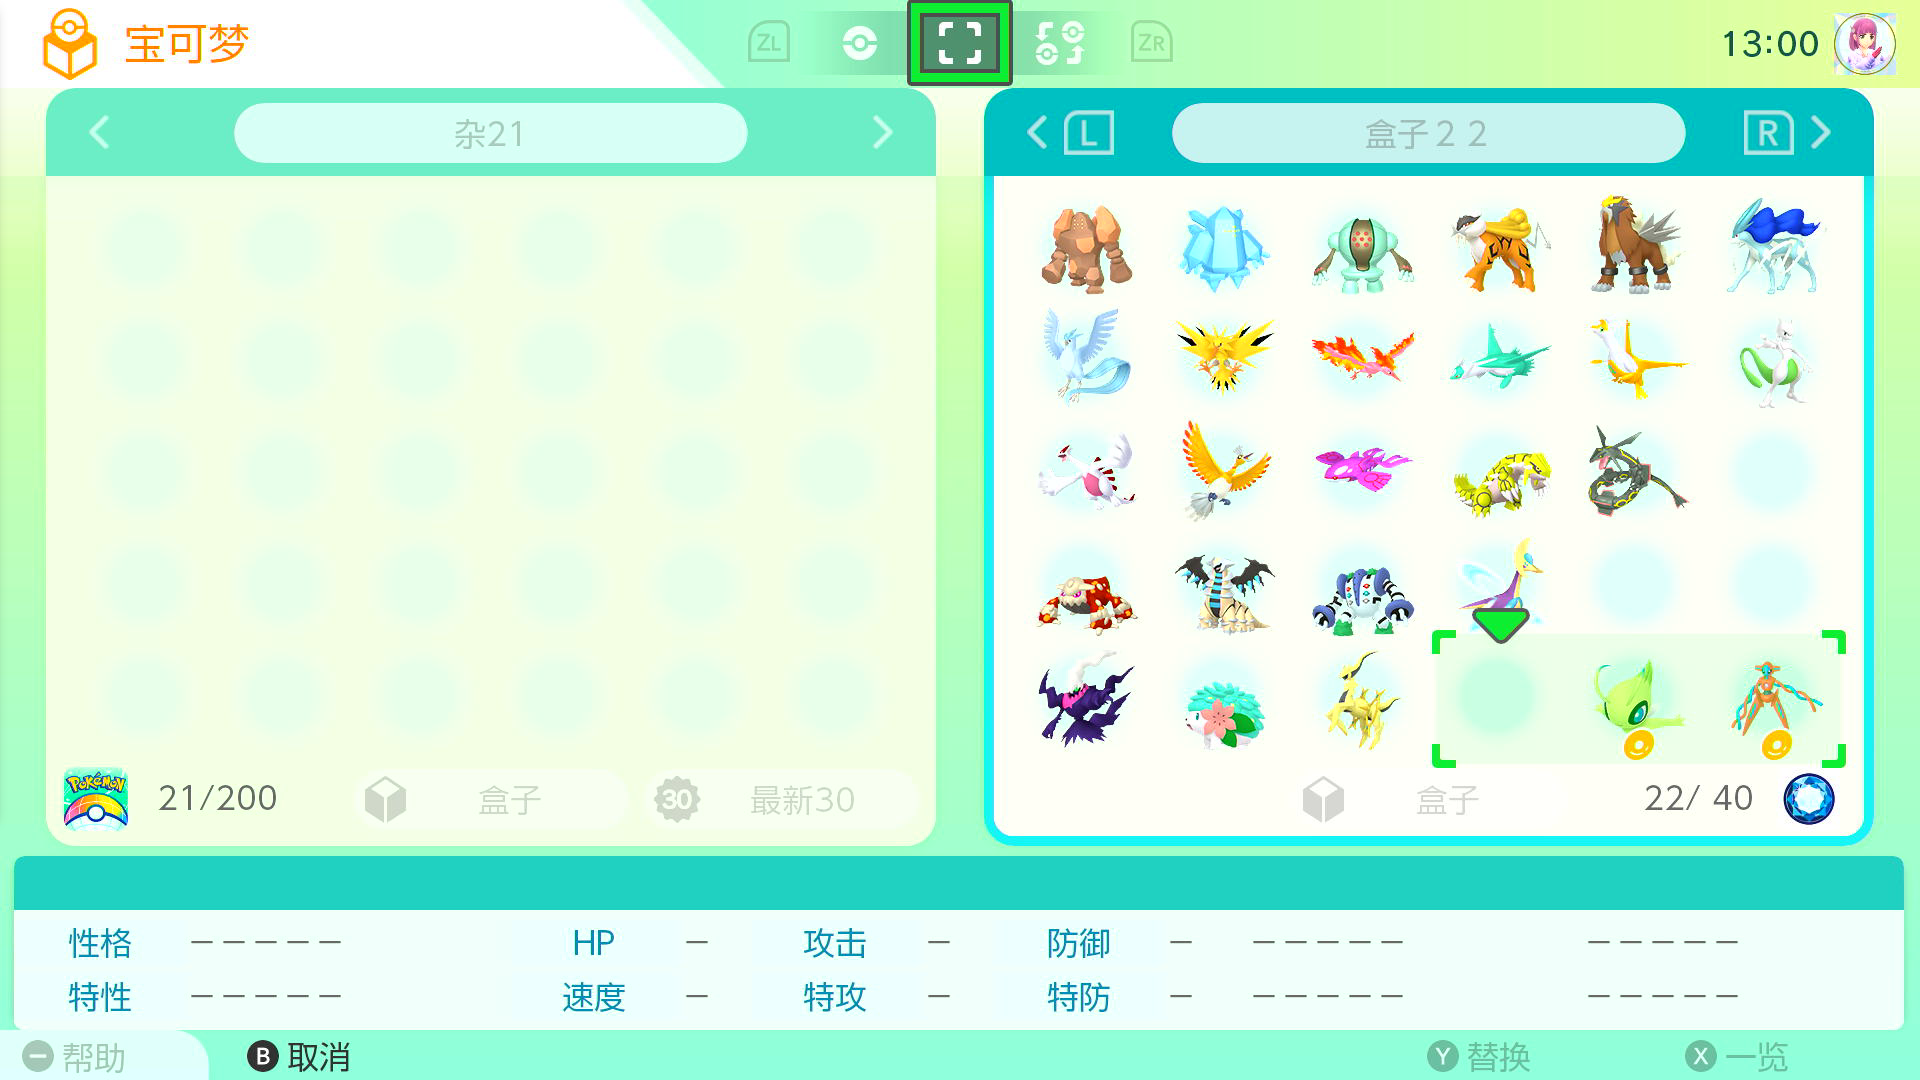 宝可梦
ZL
ZR
13:00
杂21
L
盒子２２
R
Pokémon
21/200
盒子
30
最新30
盒子
22/ 40
性格 ――――― HP ― 攻击 ― 防御 ― ――――― ―――――
特性 ――――― 速度 ― 特攻 ― 特防 ― ――――― ―――――
帮助
B 取消
Y 替换
X 一览